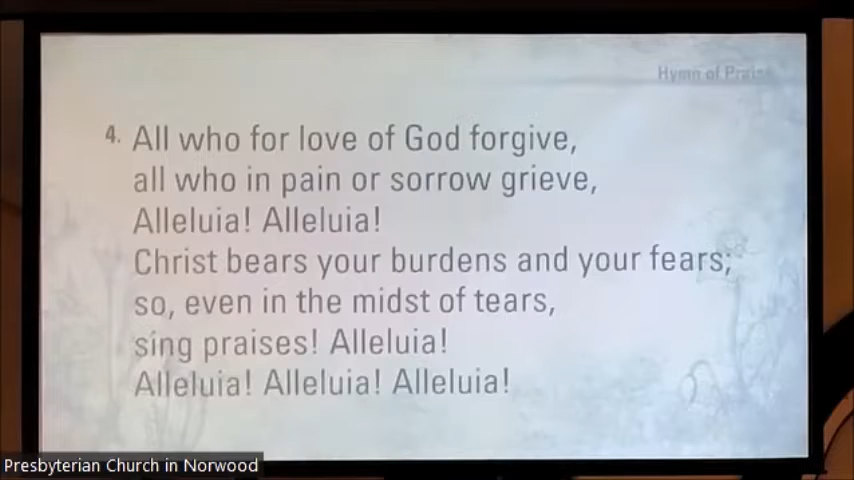 Hymn of Praise
4. All who for love of God forgive,
all who in pain or sorrow grieve,
Alleluia! Alleluia!
Christ bears your burdens and your fears;
so, even in the midst of tears,
sing praises! Alleluia!
Alleluia! Alleluia! Alleluia!
Presbyterian Church in Norwood